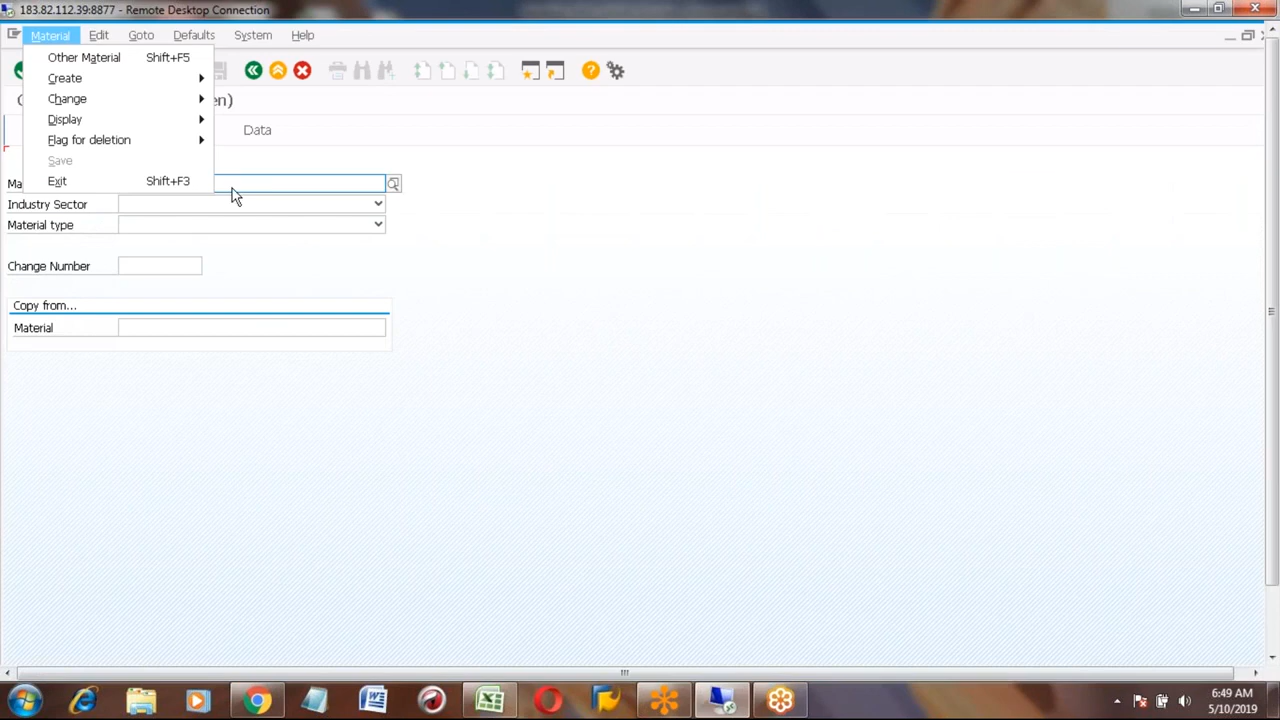 183.82.112.39:8877 - Remote Desktop Connection
Material Edit Goto Defaults System Help
Other Material Shift+F5
Create
Change
Display
Flag for deletion
Save
Exit Shift+F3
en)
Data
Ma
Industry Sector
Material type
Change Number
Copy from...
Material
6:49 AM
5/10/2019